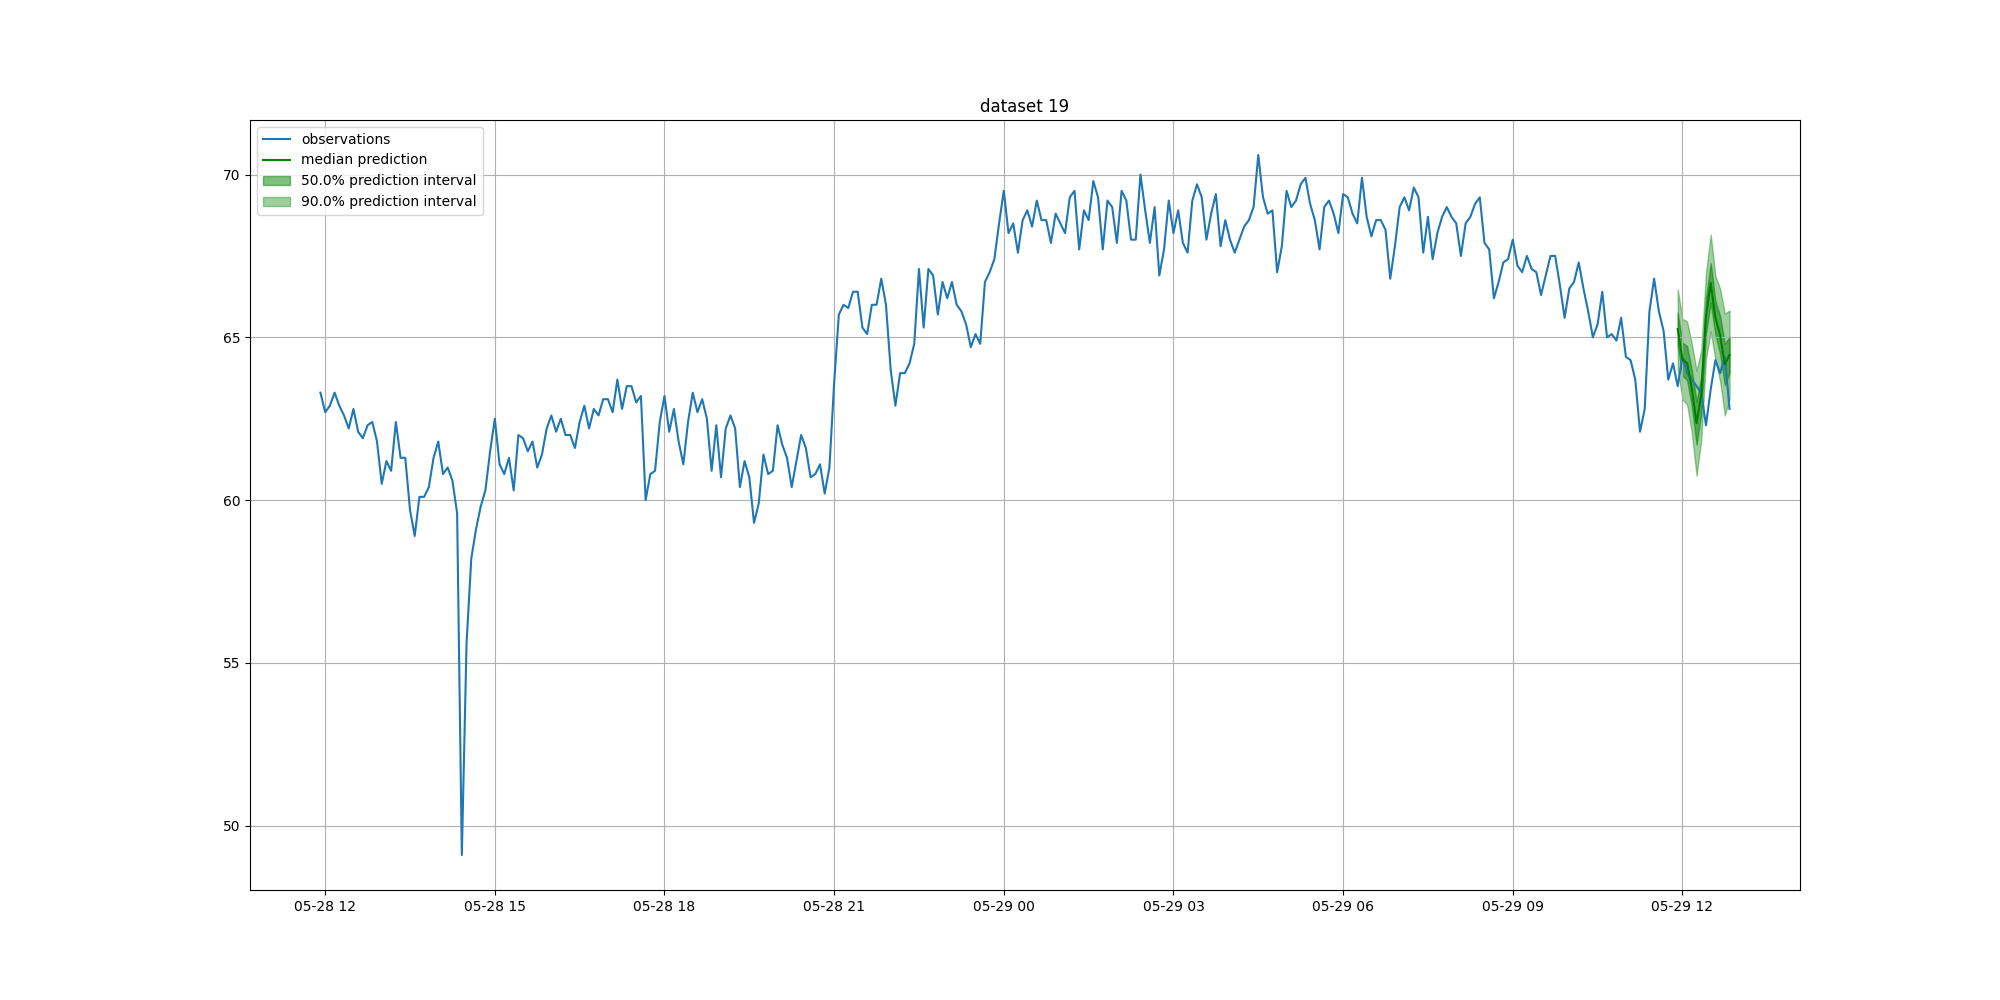 dataset 19
observations
median prediction
50.0% prediction interval
90.0% prediction interval
70
65
60
55
50
05-28 12
05-28 15
05-28 18
05-28 21
05-29 00
05-29 03
05-29 06
05-29 09
05-29 12